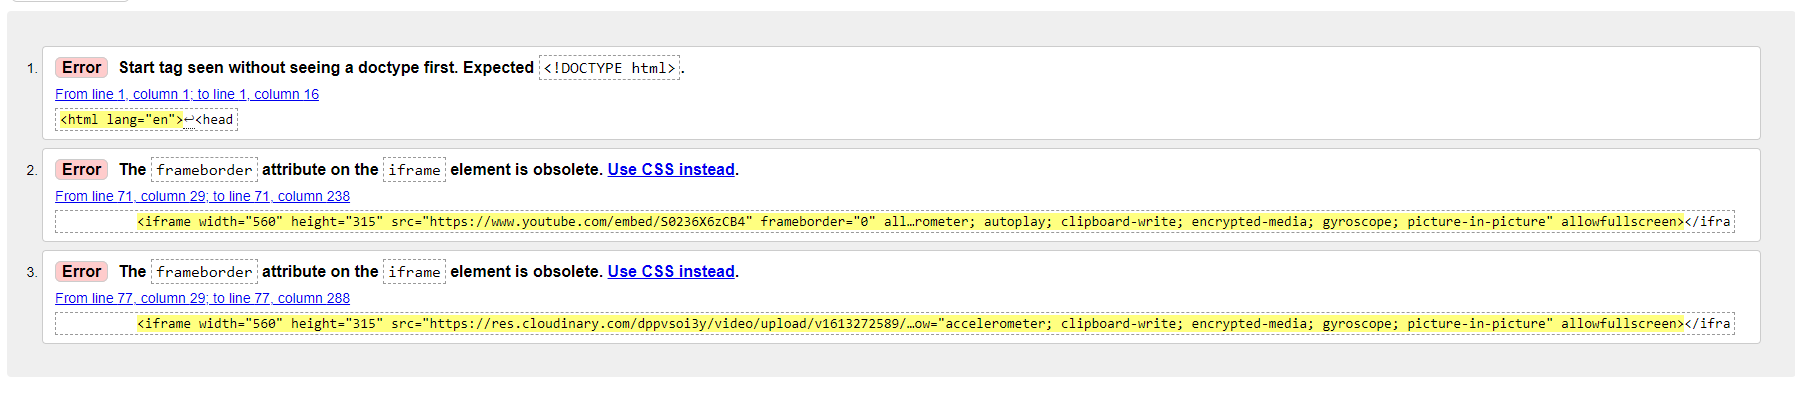 1. Error Start tag seen without seeing a doctype first. Expected <!DOCTYPE html>.
From line 1, column 1; to line 1, column 16
<html lang="en">↩<head
2. Error The frameborder attribute on the iframe element is obsolete. Use CSS instead.
From line 71, column 29; to line 71, column 238
<iframe width="560" height="315" src="https://www.youtube.com/embed/S0236X6zCB4" frameborder="0" all…rometer; autoplay; clipboard-write; encrypted-media; gyroscope; picture-in-picture" allowfullscreen></ifra
3. Error The frameborder attribute on the iframe element is obsolete. Use CSS instead.
From line 77, column 29; to line 77, column 288
<iframe width="560" height="315" src="https://res.cloudinary.com/dppvsoi3y/video/upload/v1613272589/…ow="accelerometer; clipboard-write; encrypted-media; gyroscope; picture-in-picture" allowfullscreen></ifra